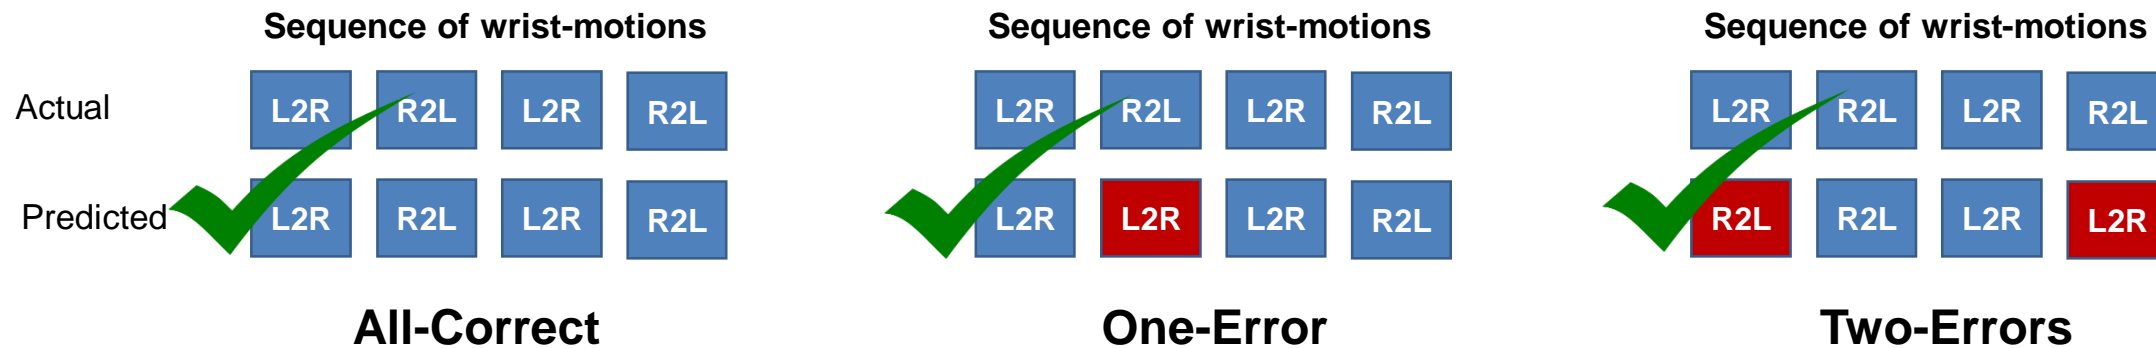 Sequence of wrist-motions Sequence of wrist-motions Sequence of wrist-motions
Actual L2R R2L L2R R2L L2R R2L L2R R2L L2R R2L L2R R2L
Predicted L2R R2L L2R R2L L2R L2R L2R R2L R2L R2L L2R L2R
All-Correct One-Error Two-Errors